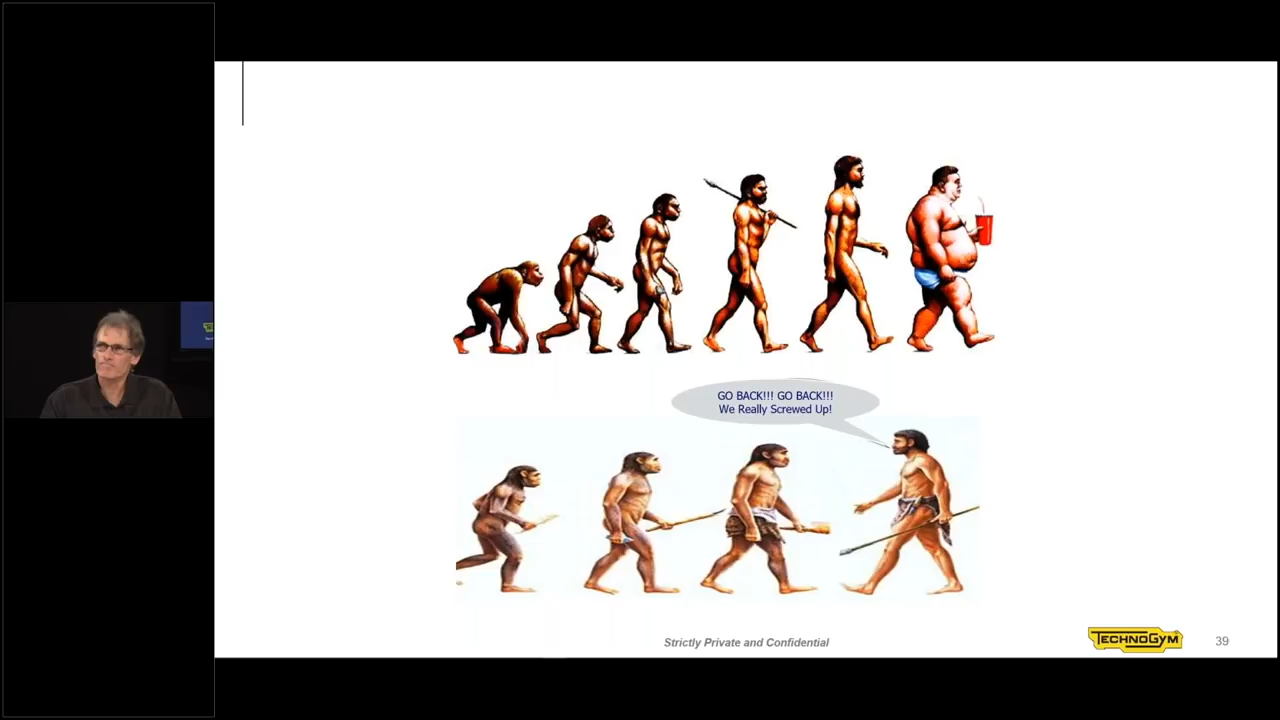 GO BACK!!! GO BACK!!!
We Really Screwed Up!
Strictly Private and Confidential
TECHNOGYM
39